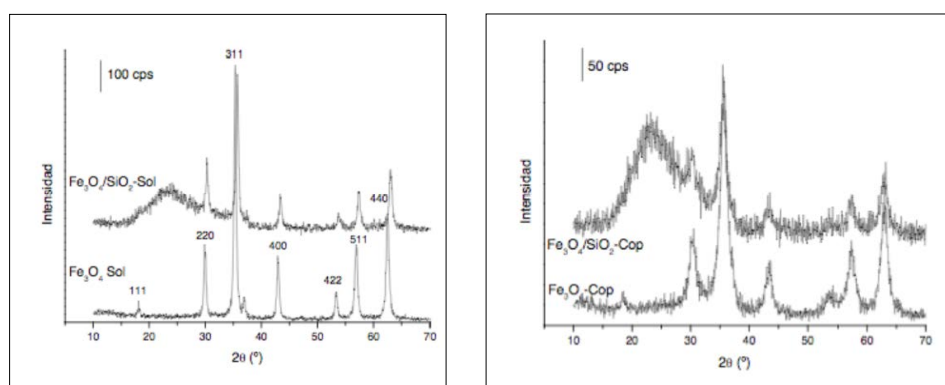 311
100 cps
Intensidad
Fe₃O₄/SiO₂-Sol
440
220
400
511
422
Fe₃O₄ Sol
111
10 20 30 40 50 60 70
2θ (º)
50 cps
Intensidad
Fe₃O₄/SiO₂-Cop
Fe₃O₄-Cop
10 20 30 40 50 60 70
2θ (º)